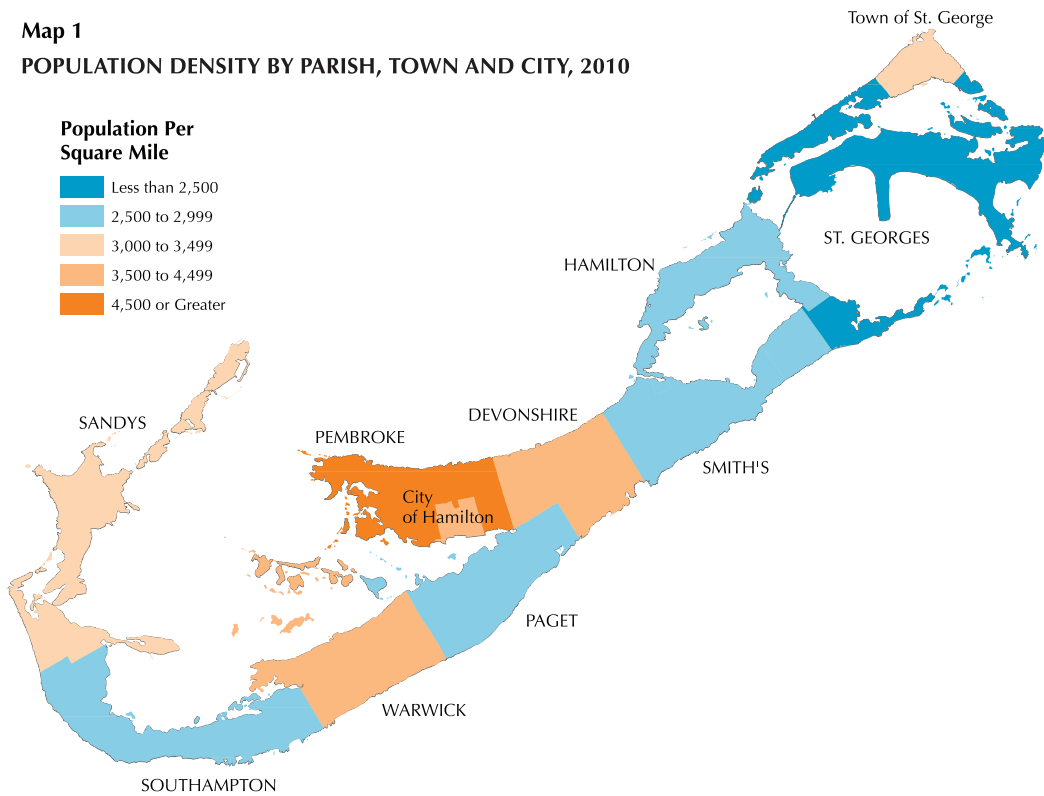 Map 1
POPULATION DENSITY BY PARISH, TOWN AND CITY, 2010
Population Per
Square Mile
Less than 2,500
2,500 to 2,999
3,000 to 3,499
3,500 to 4,499
4,500 or Greater
Town of St. George
ST. GEORGES
HAMILTON
DEVONSHIRE
SANDYS
PEMBROKE
SMITH'S
City
of Hamilton
PAGET
WARWICK
SOUTHAMPTON